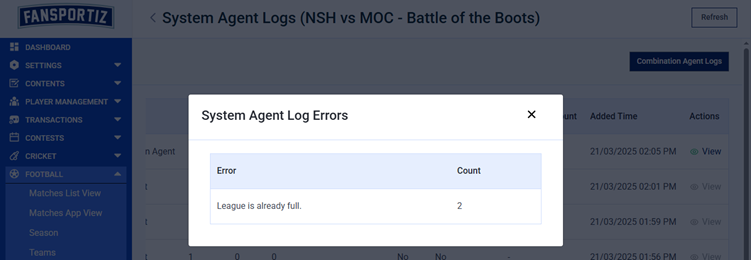 FANSPORTIZ
System Agent Logs (NSH vs MOC - Battle of the Boots)
Refresh
DASHBOARD
SETTINGS
CONTENTS
PLAYER MANAGEMENT
TRANSACTIONS
CONTESTS
CRICKET
FOOTBALL
Matches List View
Matches App View
Season
Teams
Combination Agent Logs
System Agent Log Errors
Error Count
League is already full. 2
Added Time Actions
n Agent 21/03/2025 02:05 PM View
21/03/2025 02:01 PM View
21/03/2025 01:59 PM View
1 0 0 No No - 21/03/2025 01:56 PM View